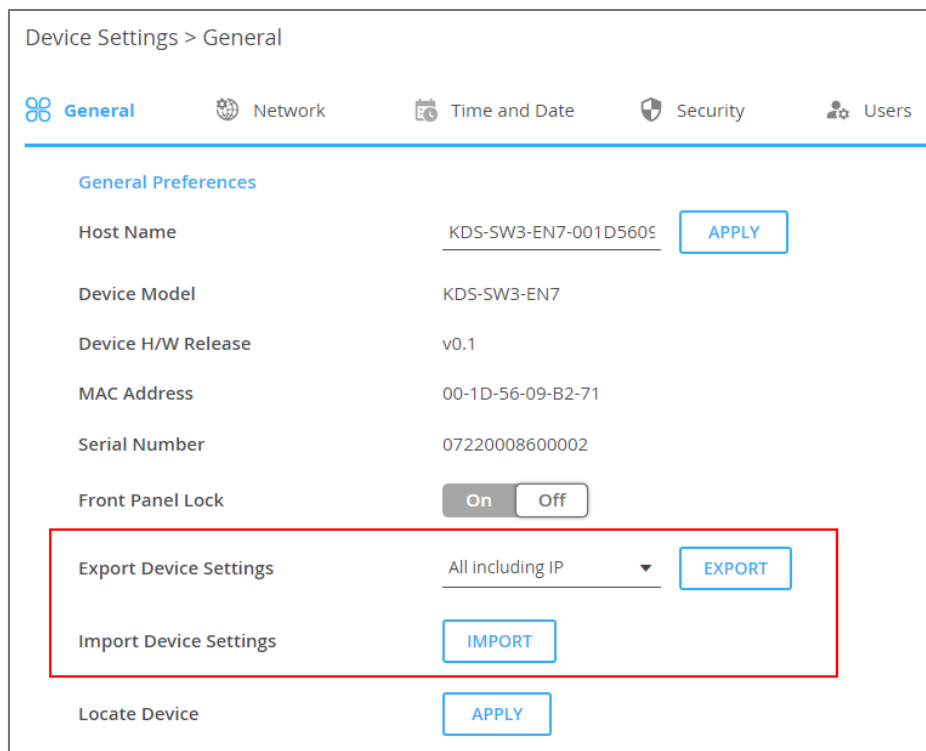 Device Settings > General
General Network Time and Date Security Users
General Preferences
Host Name KDS-SW3-EN7-001D5609 APPLY
Device Model KDS-SW3-EN7
Device H/W Release v0.1
MAC Address 00-1D-56-09-B2-71
Serial Number 07220008600002
Front Panel Lock On Off
Export Device Settings All including IP EXPORT
Import Device Settings IMPORT
Locate Device APPLY